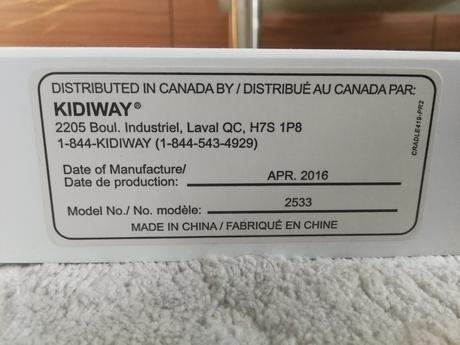 DISTRIBUTED IN CANADA BY / DISTRIBUÉ AU CANADA PAR:
KIDIWAY®
2205 Boul. Industriel, Laval QC, H7S 1P8
1-844-KIDIWAY (1-844-543-4929)
Date of Manufacture/
Date de production: APR. 2016
Model No./ No. modèle: 2533
MADE IN CHINA / FABRIQUÉ EN CHINE
CRADLE419-PR2